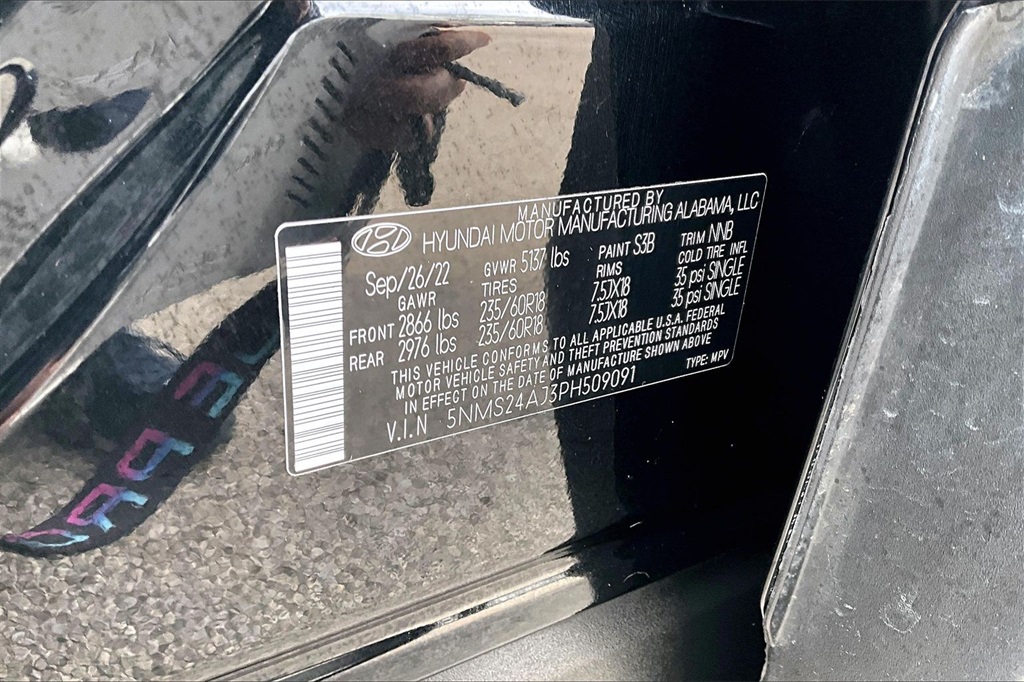 MANUFACTURED BY
HYUNDAI MOTOR MANUFACTURING ALABAMA, LLC
Sep/26/22 GVWR 5137 lbs PAINT S3B TRIM NNB
GAWR TIRES RIMS COLD TIRE INFL
FRONT 2866 lbs 235/60R18 7.5JX18 35 psi SINGLE
REAR 2976 lbs 235/60R18 7.5JX18 35 psi SINGLE
THIS VEHICLE CONFORMS TO ALL APPLICABLE U.S.A. FEDERAL
MOTOR VEHICLE SAFETY AND THEFT PREVENTION STANDARDS
IN EFFECT ON THE DATE OF MANUFACTURE SHOWN ABOVE
V.I.N 5NMS24AJ3PH509091 TYPE: MPV